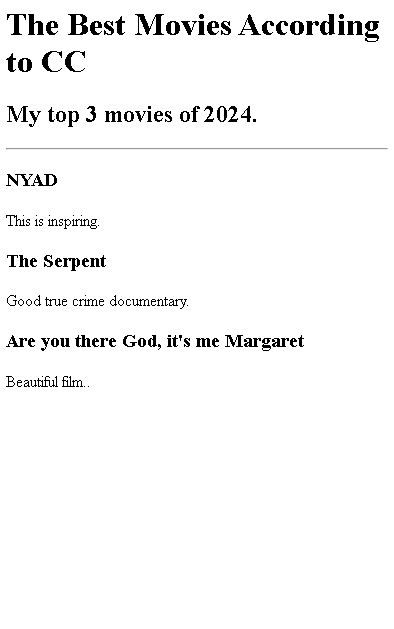 The Best Movies According
to CC
My top 3 movies of 2024.
NYAD
This is inspiring.
The Serpent
Good true crime documentary.
Are you there God, it's me Margaret
Beautiful film..